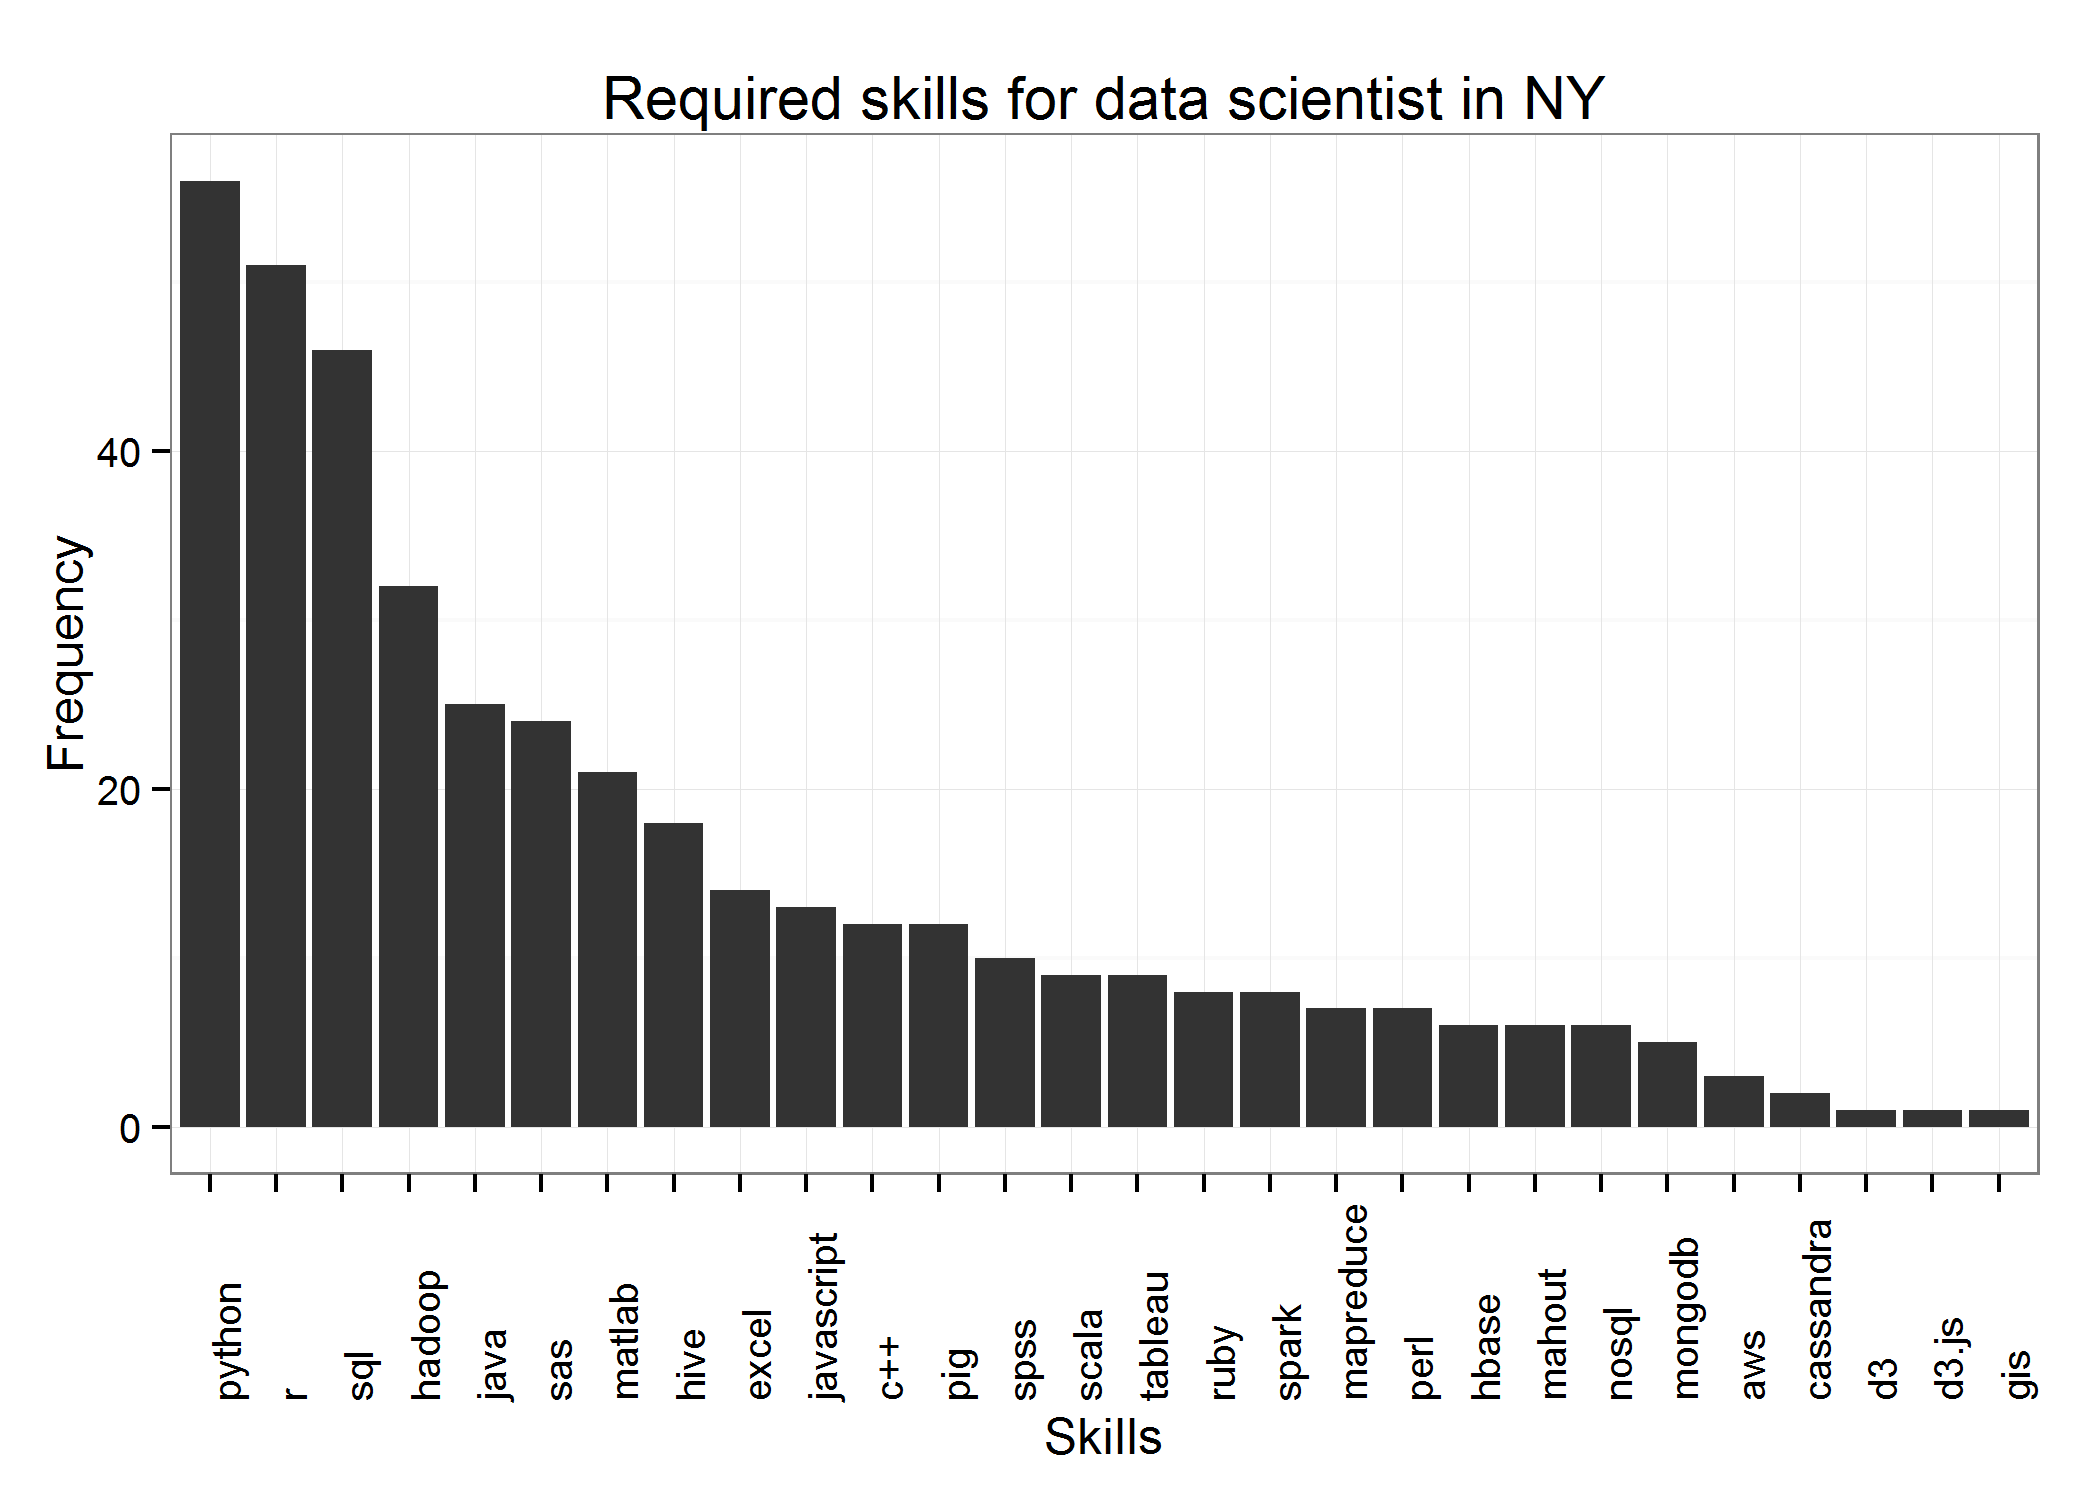 Required skills for data scientist in NY
Frequency
40
20
0
python
r
sql
hadoop
java
sas
matlab
hive
excel
javascript
c++
pig
spss
scala
tableau
ruby
spark
mapreduce
perl
hbase
mahout
nosql
mongodb
aws
cassandra
d3
d3.js
gis
Skills